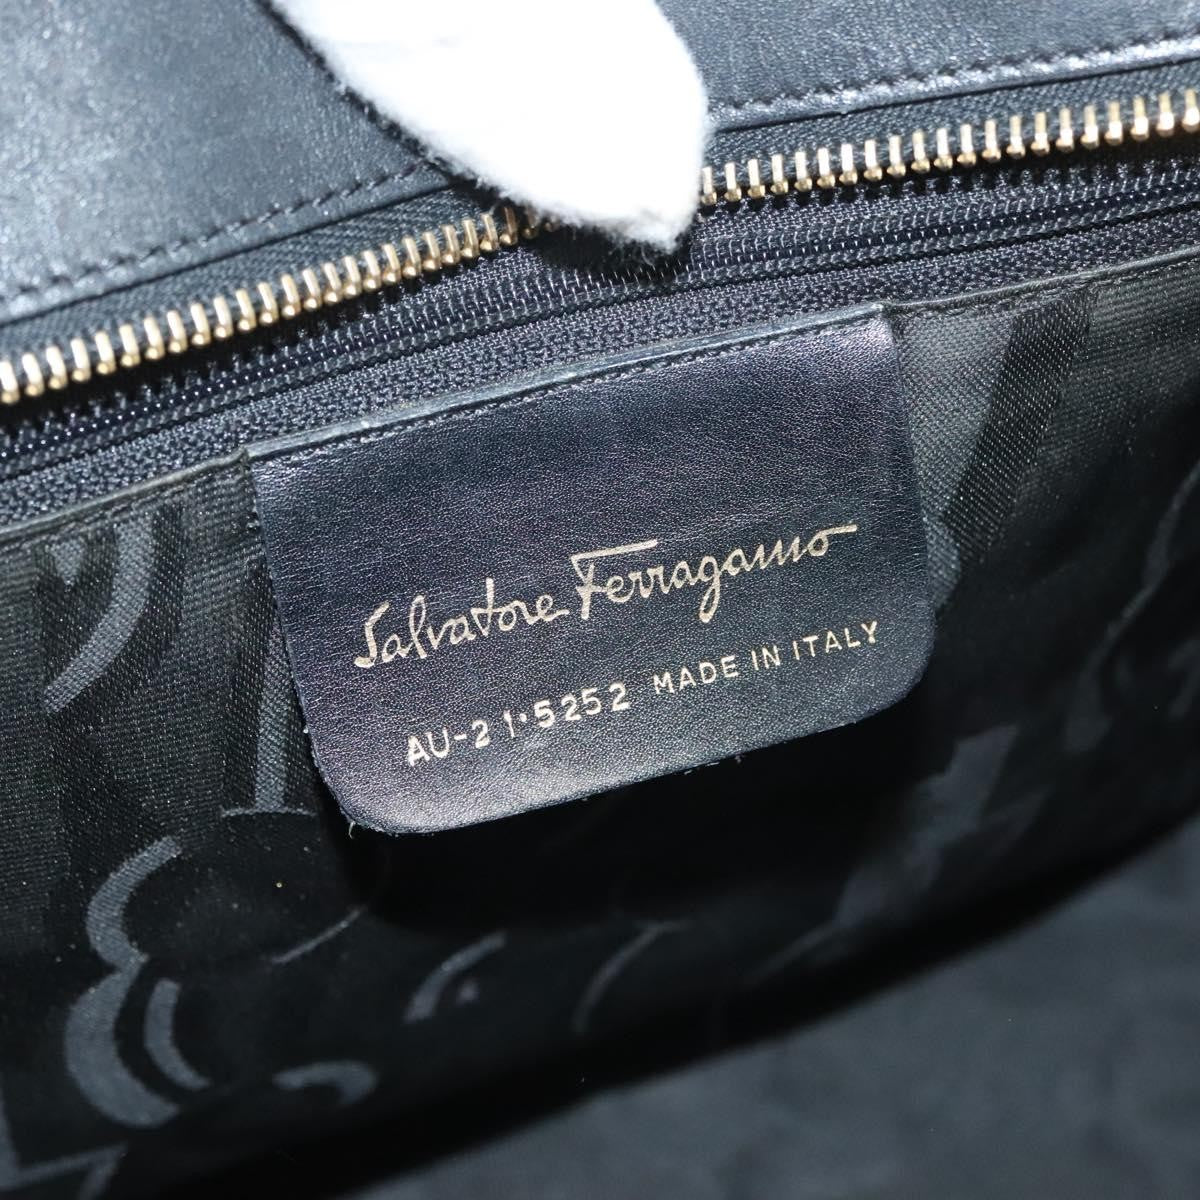 Salvatore Ferragamo
AU-21·5252 MADE IN ITALY